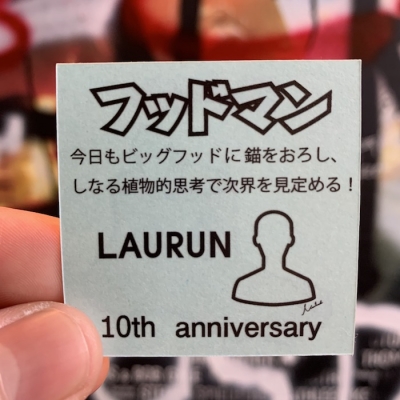 フッドマン
今日もビッグフッドに錨をおろし、
しなる植物的思考で次界を見定める！
LAURUN
10th anniversary